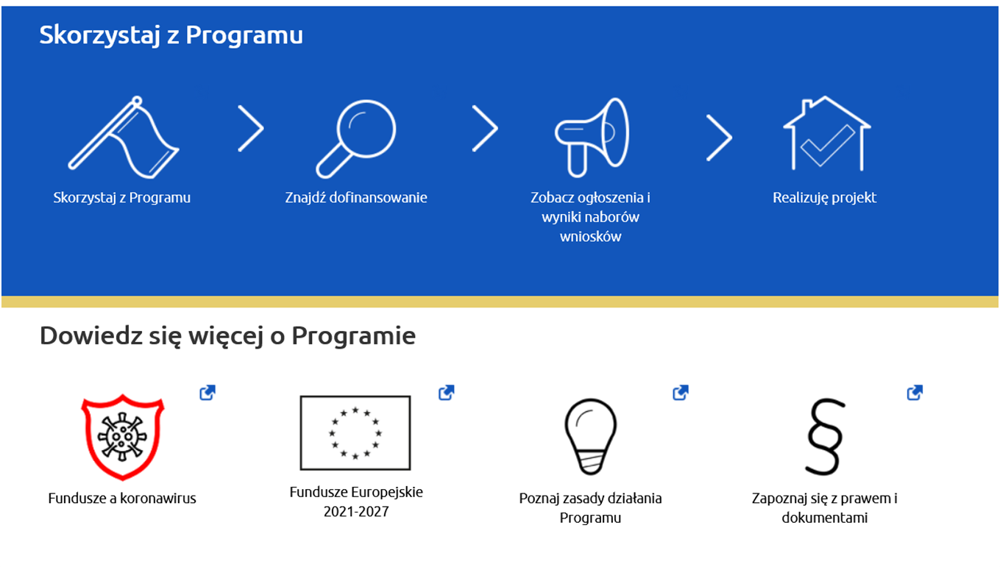 Skorzystaj z Programu
Skorzystaj z Programu
Znajdź dofinansowanie
Zobacz ogłoszenia i
wyniki naborów
wniosków
Realizuję projekt
Dowiedz się więcej o Programie
Fundusze a koronawirus
Fundusze Europejskie
2021-2027
Poznaj zasady działania
Programu
§
Zapoznaj się z prawem i
dokumentami